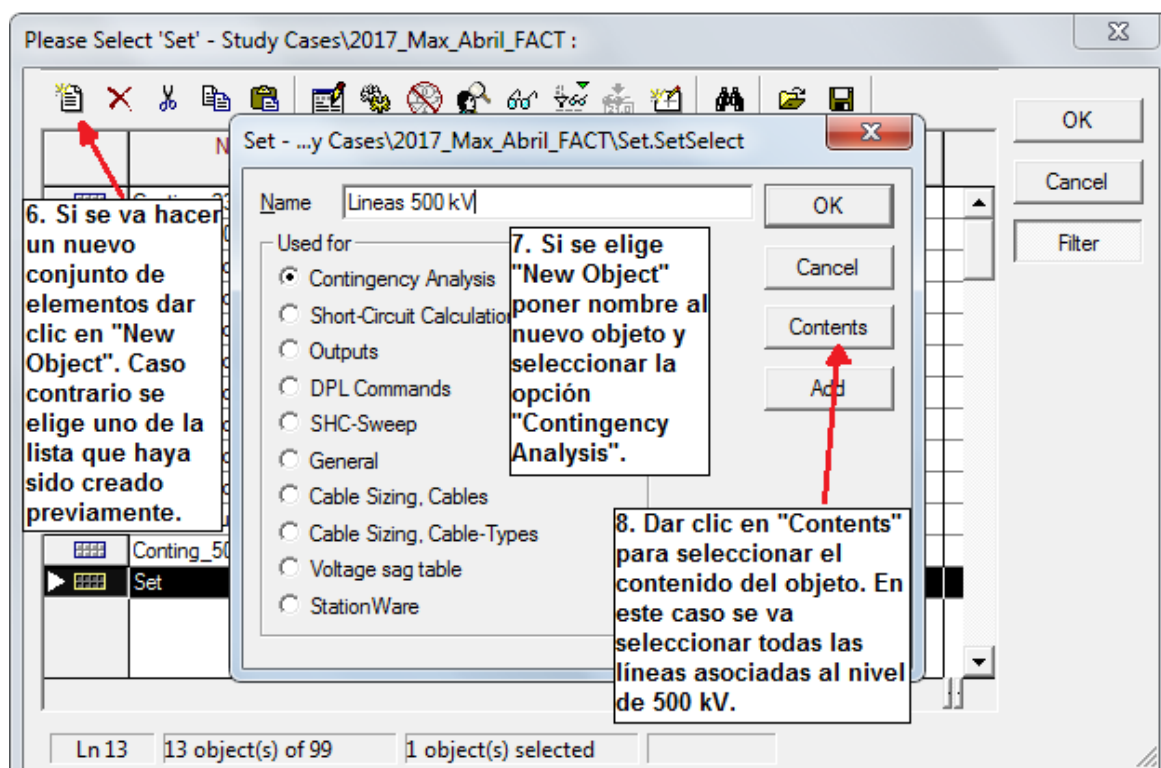 Please Select 'Set' - Study Cases\2017_Max_Abril_FACT :
OK
Cancel
Filter
N
Set - ...y Cases\2017_Max_Abril_FACT\Set.SetSelect
Name
Lineas 500 kV
OK
Cancel
Contents
Add
Used for
Contingency Analysis
Short-Circuit Calculation
Outputs
DPL Commands
SHC-Sweep
General
Cable Sizing, Cables
Cable Sizing, Cable-Types
Voltage sag table
StationWare
6. Si se va hacer
un nuevo
conjunto de
elementos dar
clic en "New
Object". Caso
contrario se
elige uno de la
lista que haya
sido creado
previamente.
7. Si se elige
"New Object"
poner nombre al
nuevo objeto y
seleccionar la
opción
"Contingency
Analysis".
8. Dar clic en "Contents"
para seleccionar el
contenido del objeto. En
este caso se va
seleccionar todas las
líneas asociadas al nivel
de 500 kV.
Conting_50
Set
Ln 13
13 object(s) of 99
1 object(s) selected